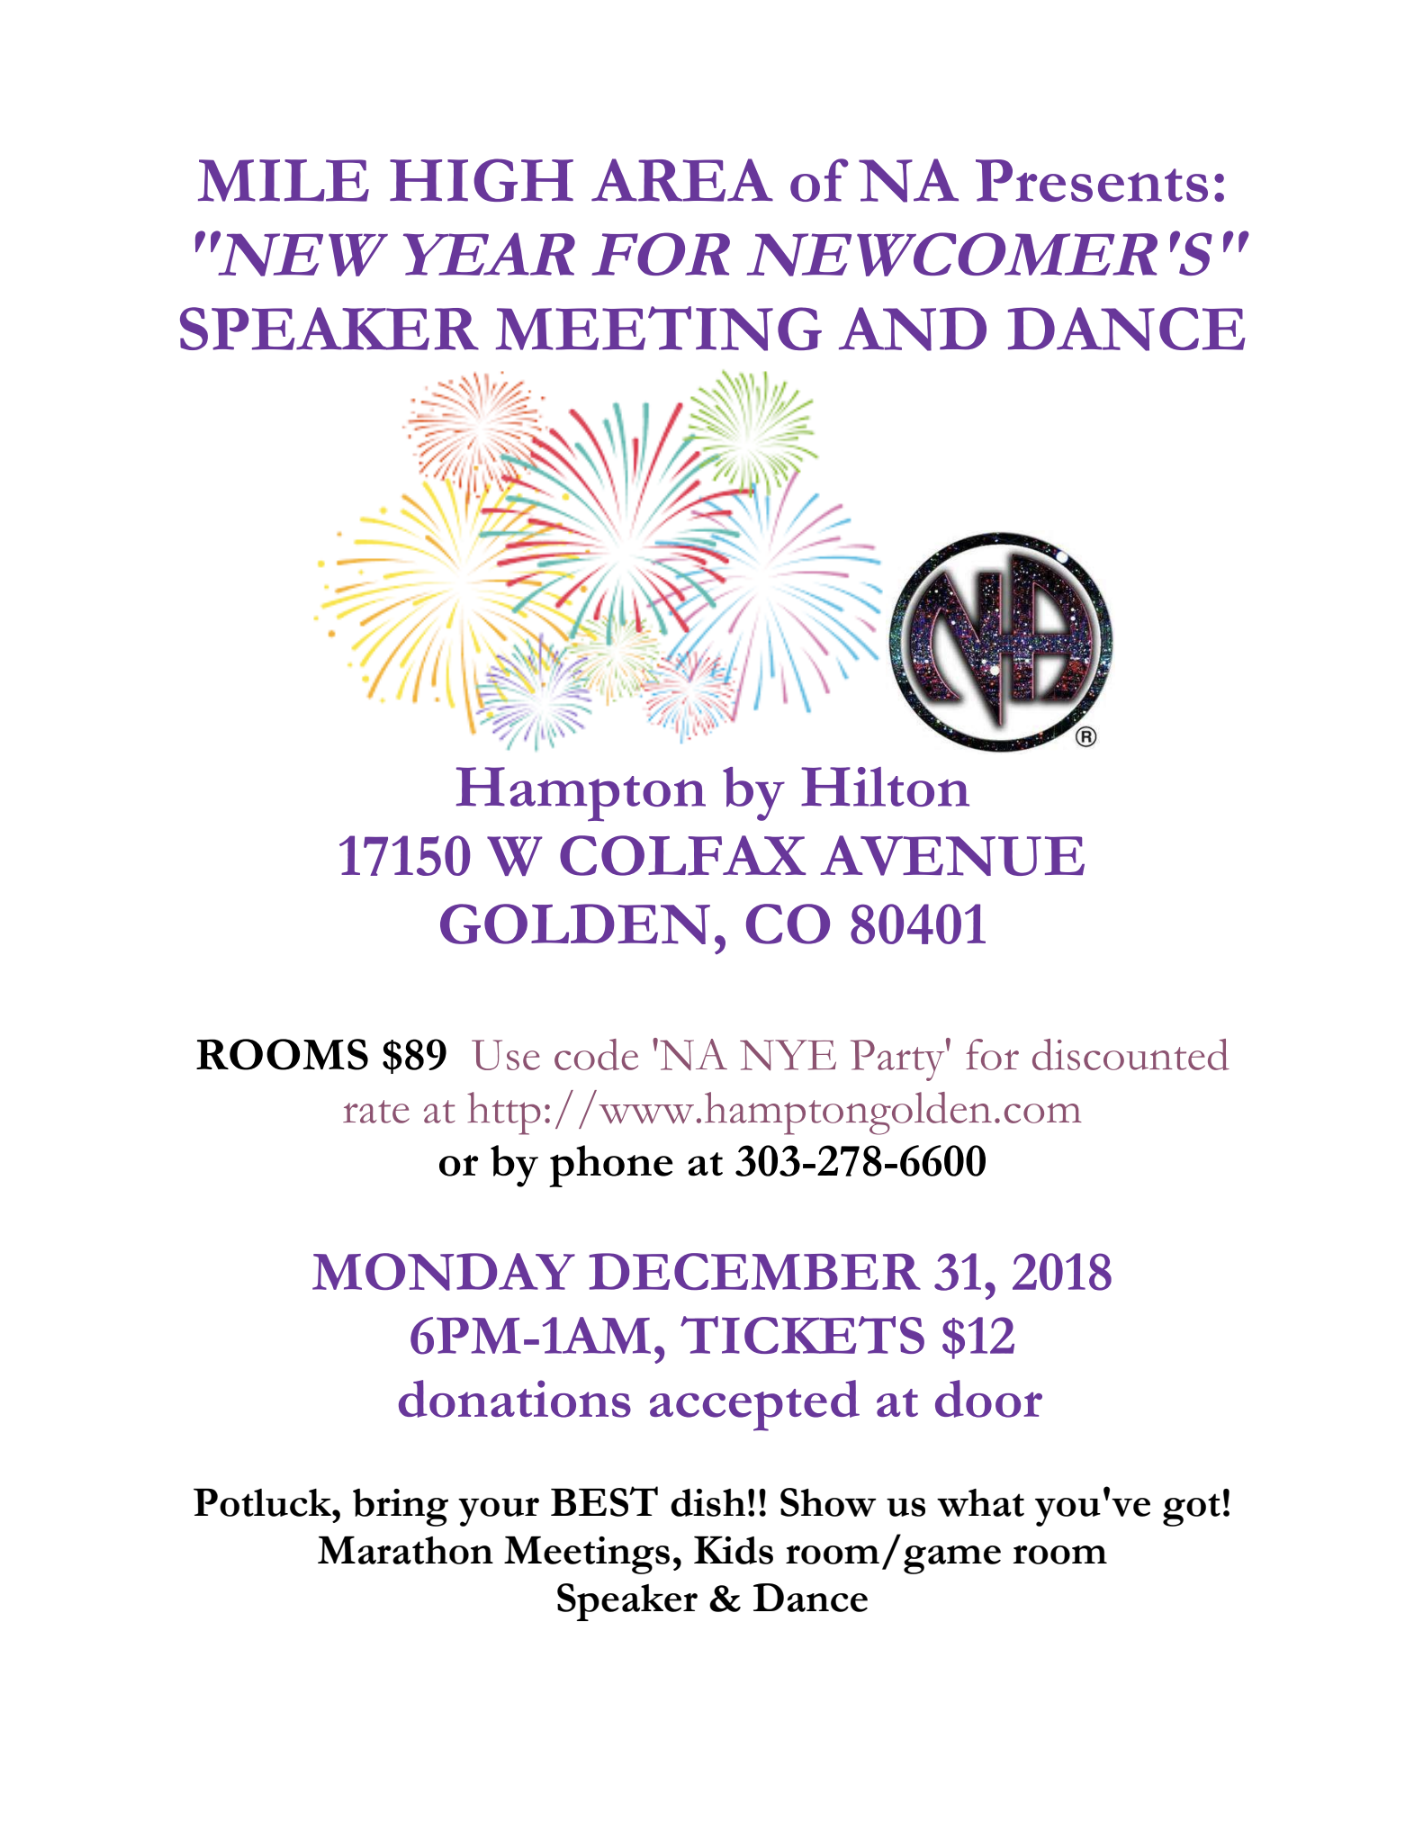 MILE HIGH AREA of NA Presents:
"NEW YEAR FOR NEWCOMER'S"
SPEAKER MEETING AND DANCE
NA
®
®
Hampton by Hilton
17150 W COLFAX AVENUE
GOLDEN, CO 80401
ROOMS $89 Use code 'NA NYE Party' for discounted
rate at http://www.hamptongolden.com
or by phone at 303-278-6600
MONDAY DECEMBER 31, 2018
6PM-1AM, TICKETS $12
donations accepted at door
Potluck, bring your BEST dish!! Show us what you've got!
Marathon Meetings, Kids room/game room
Speaker & Dance